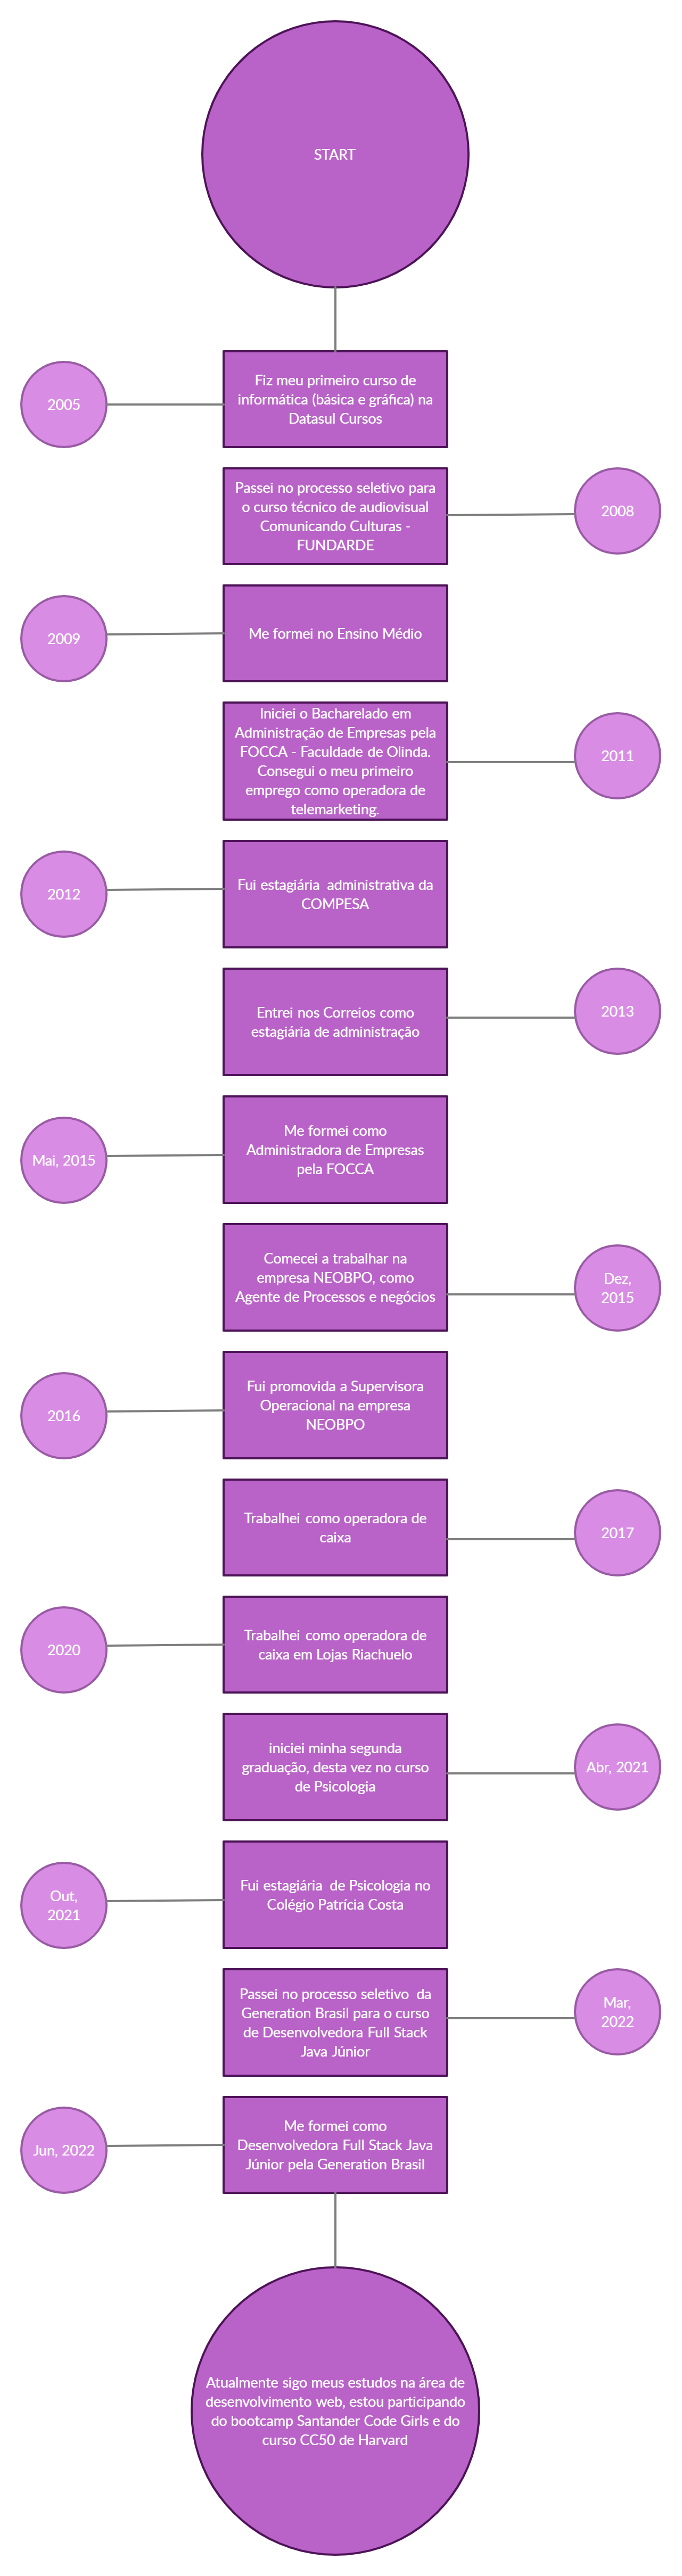 START
2005
Fiz meu primeiro curso de
informática (básica e gráfica) na
Datasul Cursos
Passei no processo seletivo para
o curso técnico de audiovisual
Comunicando Culturas -
FUNDARDE
2008
2009
Me formei no Ensino Médio
Iniciei o Bacharelado em
Administração de Empresas pela
FOCCA - Faculdade de Olinda.
Consegui o meu primeiro
emprego como operadora de
telemarketing.
2011
2012
Fui estagiária administrativa da
COMPESA
Entrei nos Correios como
estagiária de administração
2013
Mai, 2015
Me formei como
Administradora de Empresas
pela FOCCA
Comecei a trabalhar na
empresa NEOBPO, como
Agente de Processos e negócios
Dez,
2015
2016
Fui promovida a Supervisora
Operacional na empresa
NEOBPO
Trabalhei como operadora de
caixa
2017
2020
Trabalhei como operadora de
caixa em Lojas Riachuelo
iniciei minha segunda
graduação, desta vez no curso
de Psicologia
Abr, 2021
Out,
2021
Fui estagiária de Psicologia no
Colégio Patrícia Costa
Passei no processo seletivo da
Generation Brasil para o curso
de Desenvolvedora Full Stack
Java Júnior
Mar,
2022
Jun, 2022
Me formei como
Desenvolvedora Full Stack Java
Júnior pela Generation Brasil
Atualmente sigo meus estudos na área de
desenvolvimento web, estou participando
do bootcamp Santander Code Girls e do
curso CC50 de Harvard